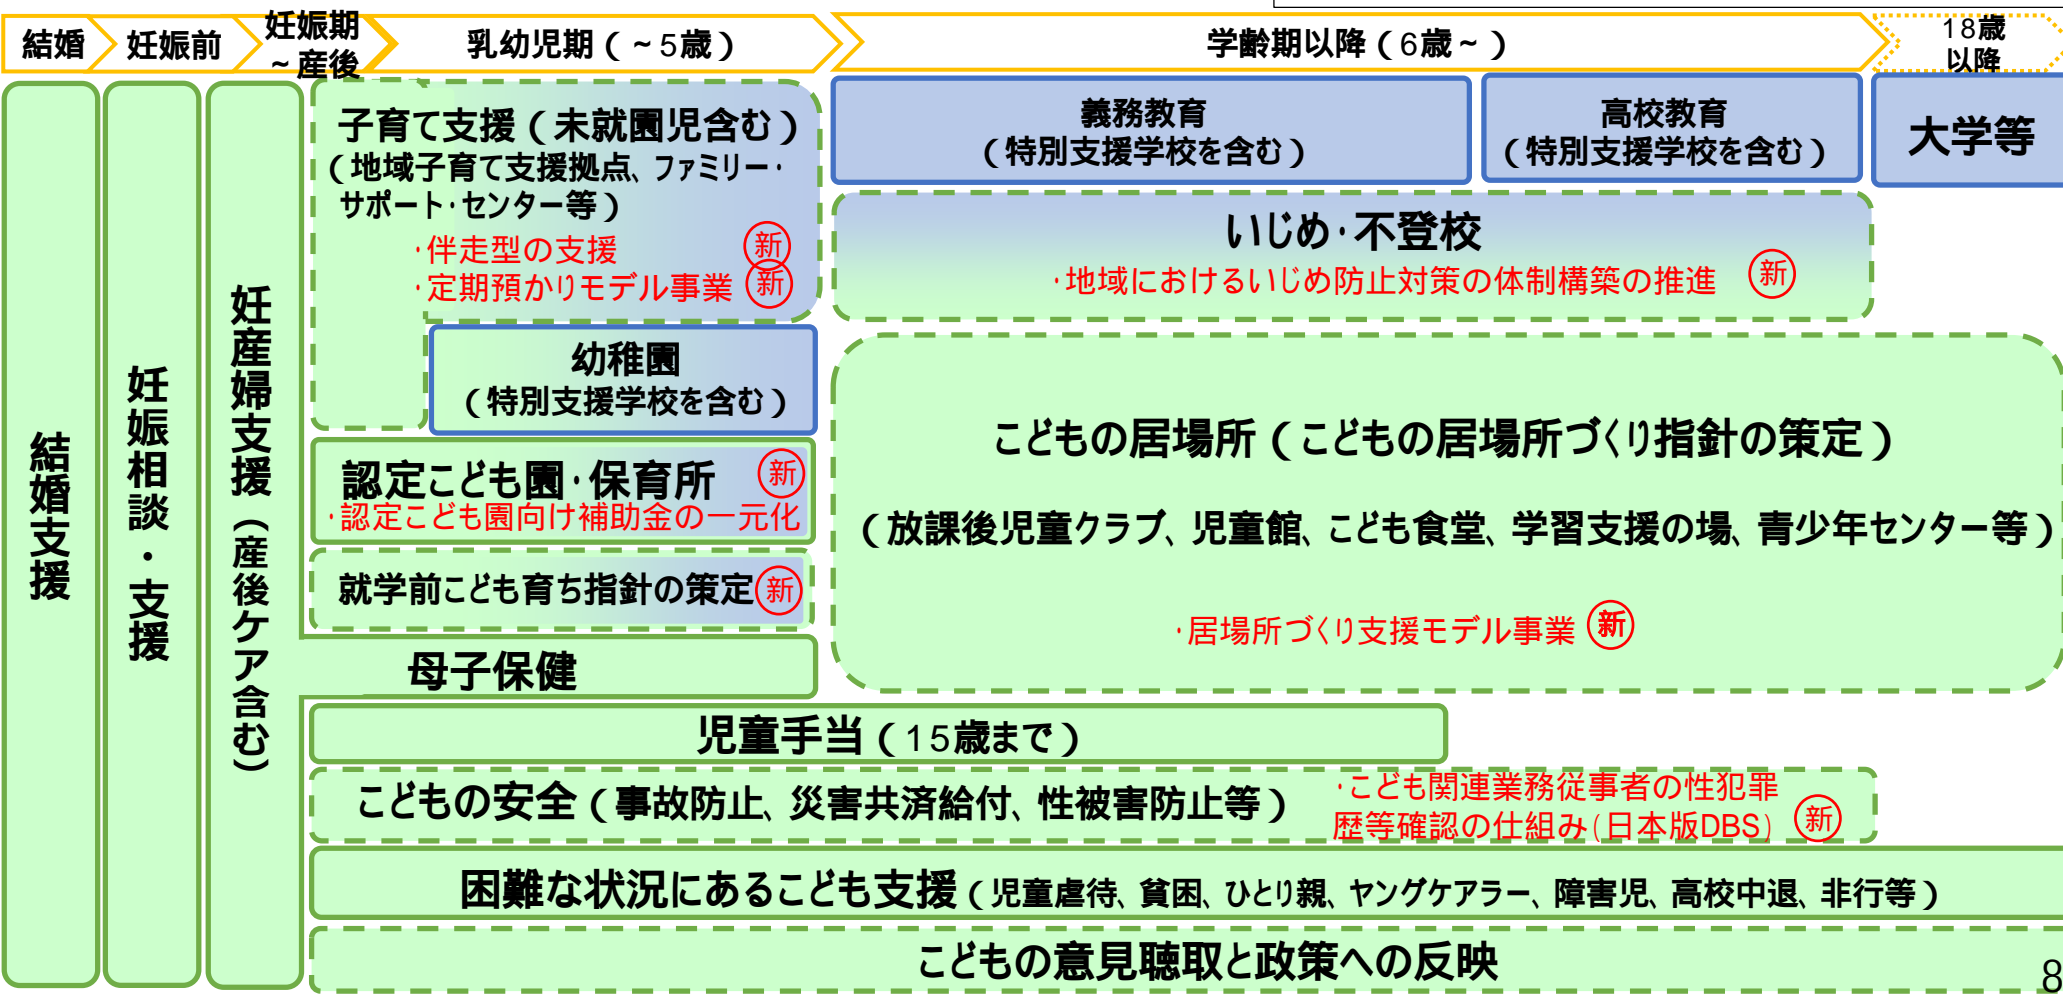 結婚
妊娠前
妊娠期
~産後
乳幼児期(~5歳)
学齢期以降(6歳~)
18歳
以降
結婚支援
妊娠相談・支援
妊産婦支援(産後ケア含む)
子育て支援(未就園児含む)
(地域子育て支援拠点、ファミリー・
サポート・センター等)
・伴走型の支援 新
・定期預かりモデル事業 新
幼稚園
(特別支援学校を含む)
認定こども園・保育所 新
・認定こども園向け補助金の一元化
就学前こども育ち指針の策定 新
母子保健
義務教育
(特別支援学校を含む)
高校教育
(特別支援学校を含む)
大学等
いじめ・不登校
・地域におけるいじめ防止対策の体制構築の推進 新
こどもの居場所(こどもの居場所づくり指針の策定)
(放課後児童クラブ、児童館、こども食堂、学習支援の場、青少年センター等)
・居場所づくり支援モデル事業 新
児童手当(15歳まで)
こどもの安全(事故防止、災害共済給付、性被害防止等)
・こども関連業務従事者の性犯罪
歴等確認の仕組み(日本版DBS) 新
困難な状況にあるこども支援(児童虐待、貧困、ひとり親、ヤングケアラー、障害児、高校中退、非行等)
こどもの意見聴取と政策への反映
8